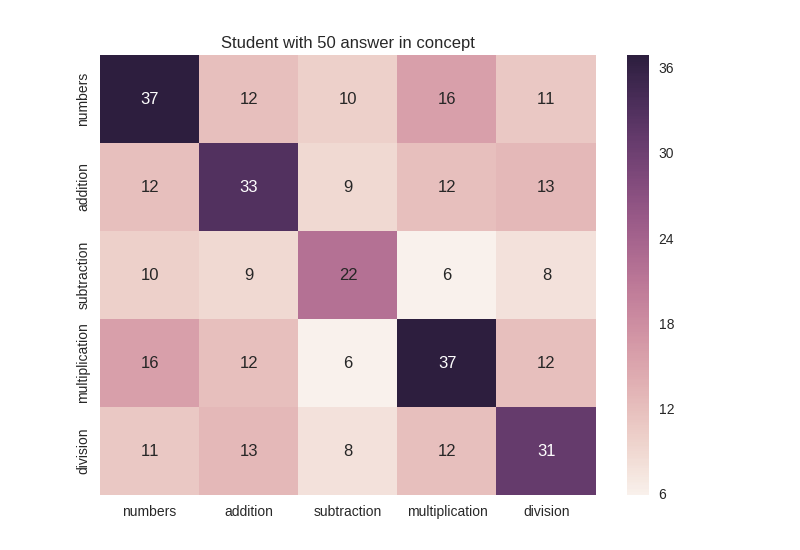 Student with 50 answer in concept
numbers 37 12 10 16 11
addition 12 33 9 12 13
subtraction 10 9 22 6 8
multiplication 16 12 6 37 12
division 11 13 8 12 31
numbers addition subtraction multiplication division
36
30
24
18
12
6